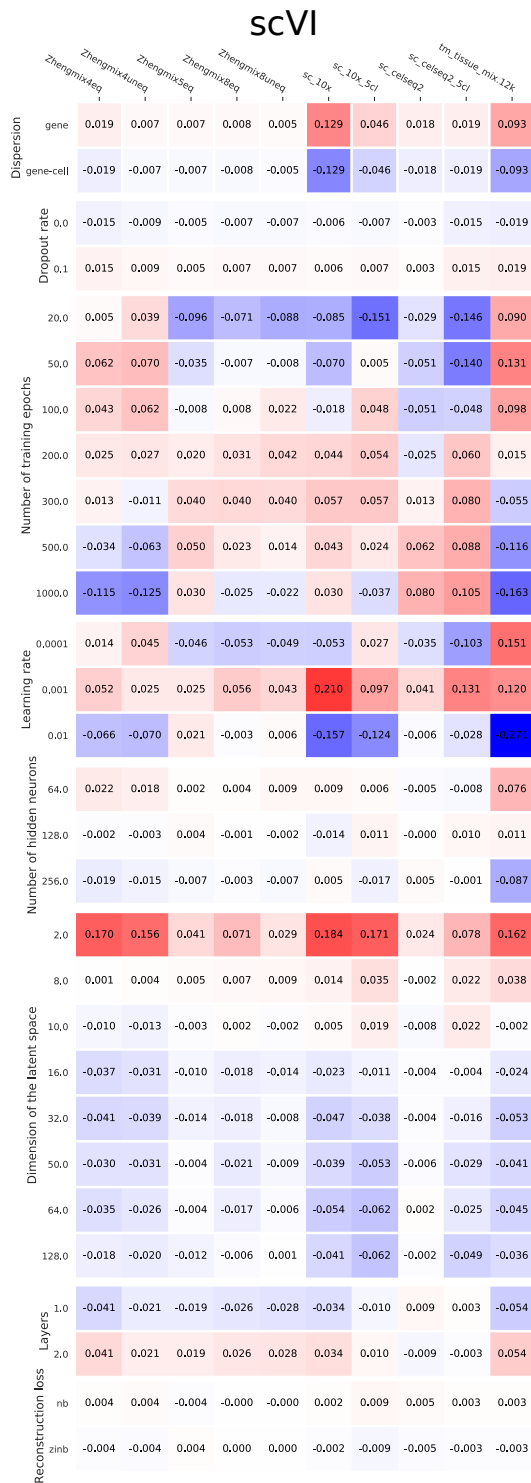 scVI
Zhengmix4eq Zhengmix4uneq Zhengmix5eq Zhengmix8eq Zhengmix8uneq sc_10x sc_10x_5cl sc_celseq2 sc_celseq2_5cl tm_tissue_mix.12k
Dispersion
gene 0.019 0.007 0.007 0.008 0.005 0.129 0.046 0.018 0.019 0.093
gene-cell -0.019 -0.007 -0.007 -0.008 -0.005 -0.129 -0.046 -0.018 -0.019 -0.093
Dropout rate
0,0 -0.015 -0.009 -0.005 -0.007 -0.007 -0.006 -0.007 -0.003 -0.015 -0.019
0,1 0.015 0.009 0.005 0.007 0.007 0.006 0.007 0.003 0.015 0.019
Number of training epochs
20,0 0.005 0.039 -0.096 -0.071 -0.088 -0.085 -0.151 -0.029 -0.146 0.090
50,0 0.062 0.070 -0.035 -0.007 -0.008 -0.070 0.005 -0.051 -0.140 0.131
100,0 0.043 0.062 -0.008 0.008 0.022 -0.018 0.048 -0.051 -0.048 0.098
200.0 0.025 0.027 0.020 0.031 0.042 0.044 0.054 -0.025 0.060 0.015
300.0 0.013 -0.011 0.040 0.040 0.040 0.057 0.057 0.013 0.080 -0.055
500.0 -0.034 -0.063 0.050 0.023 0.014 0.043 0.024 0.062 0.088 -0.116
1000.0 -0.115 -0.125 0.030 -0.025 -0.022 0.030 -0.037 0.080 0.105 -0.163
Learning rate
0,0001 0.014 0.045 -0.046 -0.053 -0.049 -0.053 0.027 -0.035 -0.103 0.151
0,001 0.052 0.025 0.025 0.056 0.043 0.210 0.097 0.041 0.131 0.120
0.01 -0.066 -0.070 0.021 -0.003 0.006 -0.157 -0.124 -0.006 -0.028 -0.271
Number of hidden neurons
64.0 0.022 0.018 0.002 0.004 0.009 0.009 0.006 -0.005 -0.008 0.076
128.0 -0.002 -0.003 0.004 -0.001 -0.002 -0.014 0.011 -0.000 0.010 0.011
256.0 -0.019 -0.015 -0.007 -0.003 -0.007 0.005 -0.017 0.005 -0.001 -0.087
Dimension of the latent space
2.0 0.170 0.156 0.041 0.071 0.029 0.184 0.171 0.024 0.078 0.162
8,0 0.001 0.004 0.005 0.007 0.009 0.014 0.035 -0.002 0.022 0.038
10,0 -0.010 -0.013 -0.003 0.002 -0.002 0.005 0.019 -0.008 0.022 -0.002
16.0 -0.037 -0.031 -0.010 -0.018 -0.014 -0.023 -0.011 -0.004 -0.004 -0.024
32.0 -0.041 -0.039 -0.014 -0.018 -0.008 -0.047 -0.038 -0.004 -0.016 -0.053
50.0 -0.030 -0.031 -0.004 -0.021 -0.009 -0.039 -0.053 -0.006 -0.029 -0.041
64.0 -0.035 -0.026 -0.004 -0.017 -0.006 -0.054 -0.062 0.002 -0.025 -0.045
128.0 -0.018 -0.020 -0.012 -0.006 0.001 -0.041 -0.062 -0.002 -0.049 -0.036
Layers
1.0 -0.041 -0.021 -0.019 -0.026 -0.028 -0.034 -0.010 0.009 0.003 -0.054
2.0 0.041 0.021 0.019 0.026 0.028 0.034 0.010 -0.009 -0.003 0.054
Reconstruction loss
nb 0.004 0.004 -0.004 -0.000 -0.000 0.002 0.009 0.005 0.003 0.003
zinb -0.004 -0.004 0.004 0.000 0.000 -0.002 -0.009 -0.005 -0.003 -0.003